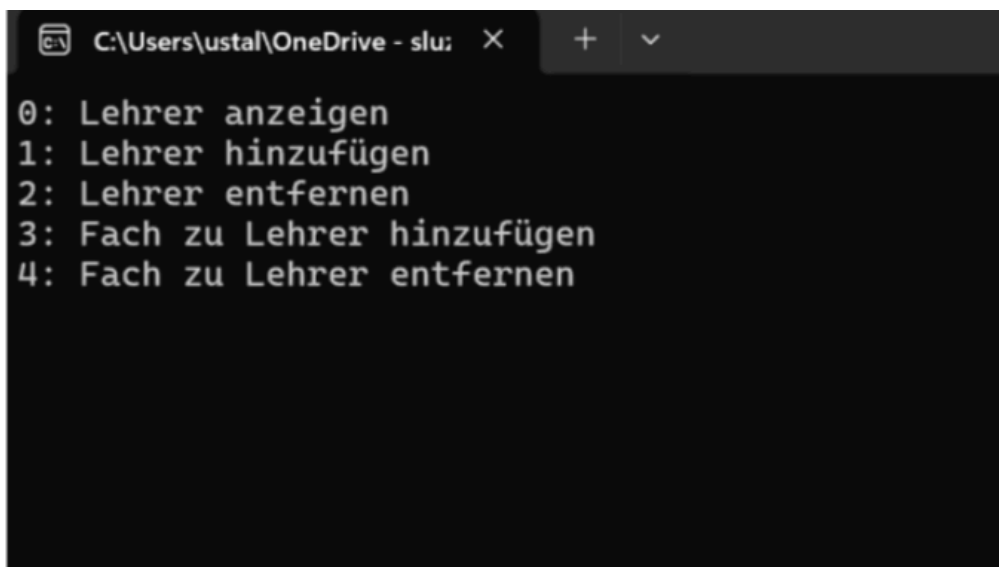 C:\Users\ustal\OneDrive - slu
0: Lehrer anzeigen
1: Lehrer hinzufügen
2: Lehrer entfernen
3: Fach zu Lehrer hinzufügen
4: Fach zu Lehrer entfernen